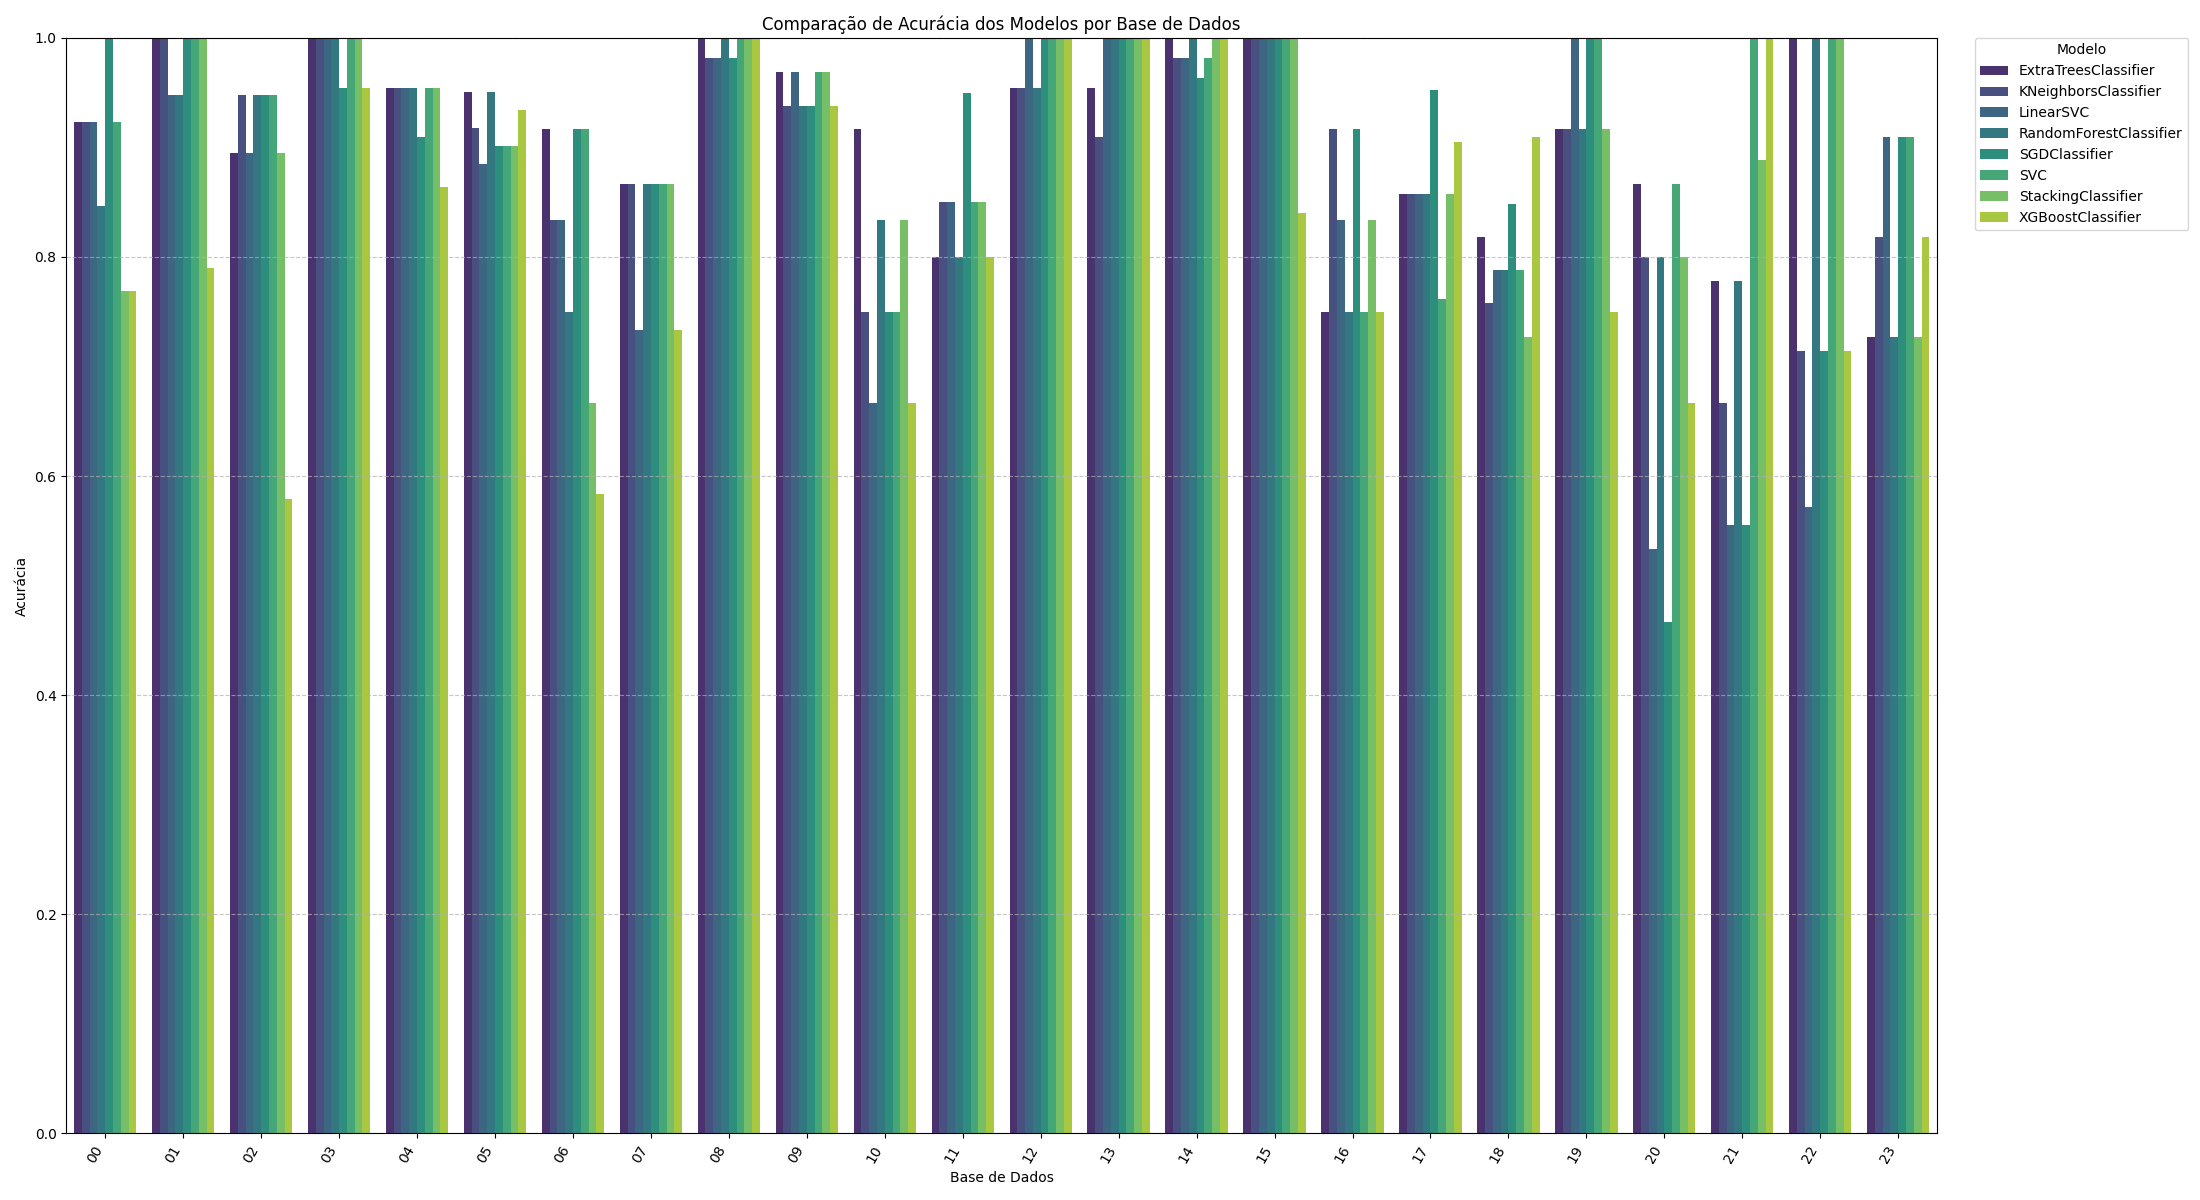 Comparação de Acurácia dos Modelos por Base de Dados
1.0
0.8
0.6
0.4
0.2
0.0
Acurácia
00 01 02 03 04 05 06 07 08 09 10 11 12 13 14 15 16 17 18 19 20 21 22 23
Base de Dados
Modelo
ExtraTreesClassifier
KNeighborsClassifier
LinearSVC
RandomForestClassifier
SGDClassifier
SVC
StackingClassifier
XGBoostClassifier